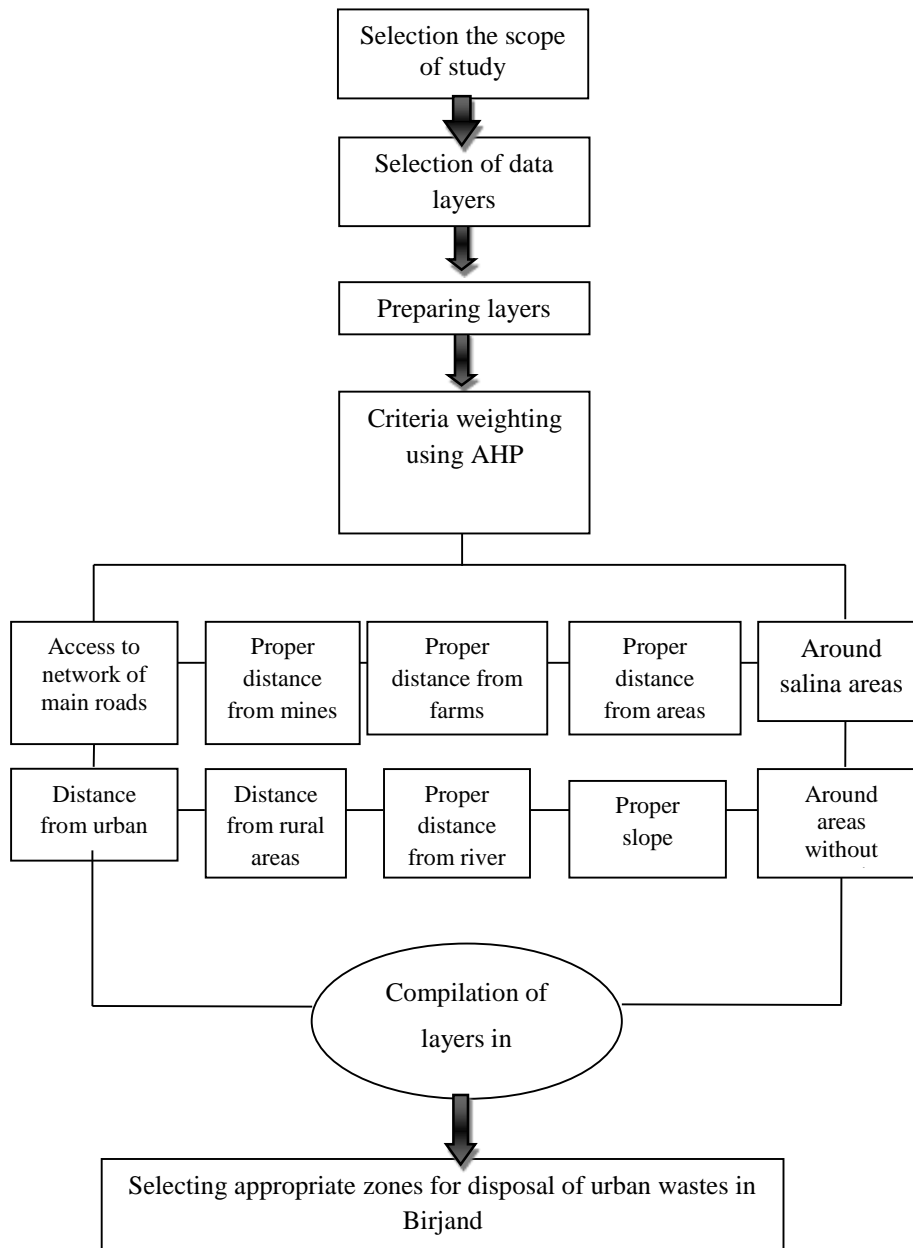 Selection the scope
of study
Selection of data
layers
Preparing layers
Criteria weighting
using AHP
Access to
network of
main roads
Proper
distance
from mines
Proper
distance from
farms
Proper
distance
from areas
Around
salina areas
Distance
from urban
Distance
from rural
areas
Proper
distance
from river
Proper
slope
Around
areas
without
Compilation of
layers in
Selecting appropriate zones for disposal of urban wastes in
Birjand